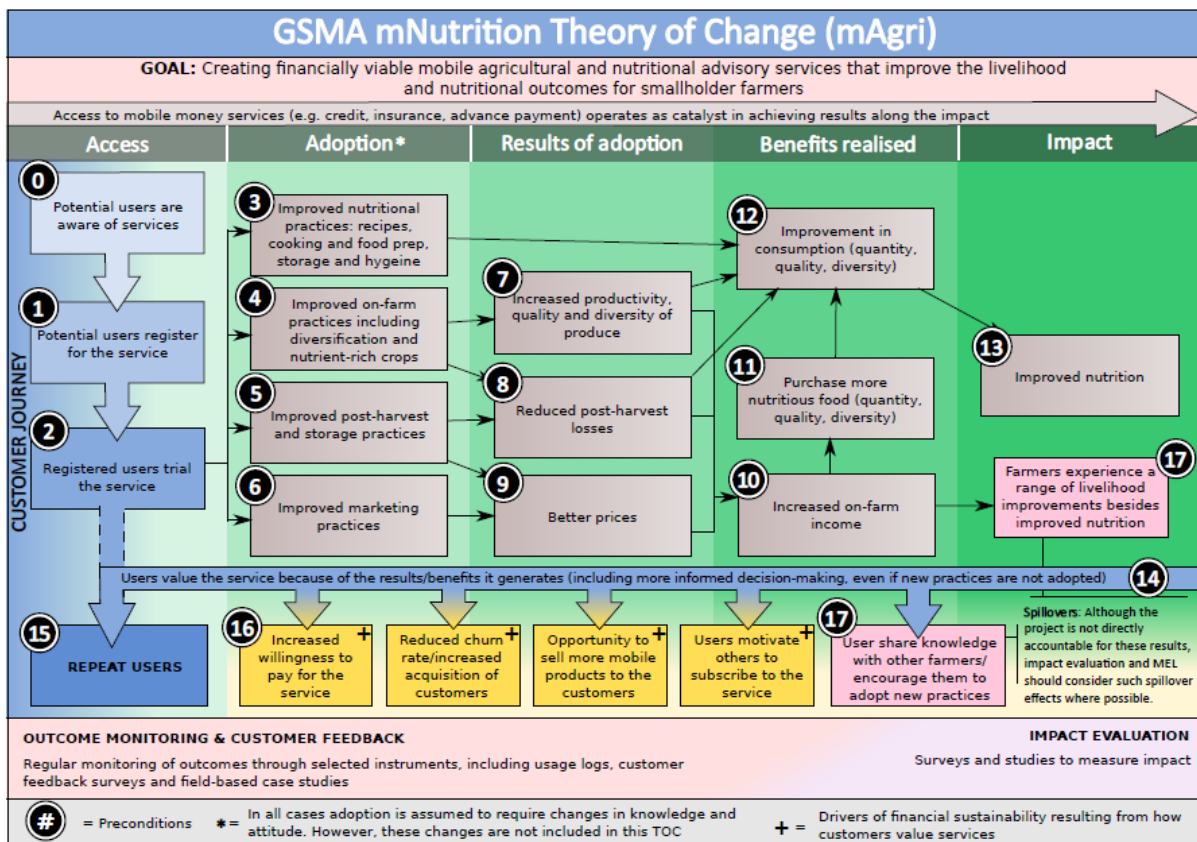 GSMA mNutrition Theory of Change (mAgri)
GOAL: Creating financially viable mobile agricultural and nutritional advisory services that improve the livelihood
and nutritional outcomes for smallholder farmers
Access to mobile money services (e.g. credit, insurance, advance payment) operates as catalyst in achieving results along the impact
Access
Adoption*
Results of adoption
Benefits realised
Impact
CUSTOMER JOURNEY
0
Potential users are
aware of services
1
Potential users register
for the service
2
Registered users trial
the service
3
Improved nutritional
practices: recipes,
cooking and food prep,
storage and hygeine
4
Improved on-farm
practices including
diversification and
nutrient-rich crops
5
Improved post-harvest
and storage practices
6
Improved marketing
practices
7
Increased productivity,
quality and diversity of
produce
8
Reduced post-harvest
losses
9
Better prices
12
Improvement in
consumption (quantity,
quality, diversity)
11
Purchase more
nutritious food (quantity,
quality, diversity)
10
Increased on-farm
income
13
Improved nutrition
17
Farmers experience a
range of livelihood
improvements besides
improved nutrition
Users value the service because of the results/benefits it generates (including more informed decision-making, even if new practices are not adopted)
14
15
REPEAT USERS
16
Increased
willingness to
pay for the
service
+
Reduced churn
rate/increased
acquisition of
customers
+
Opportunity to
sell more mobile
products to the
customers
+
Users motivate
others to
subscribe to the
service
+
17
User share knowledge
with other farmers/
encourage them to
adopt new practices
Spillovers: Although the
project is not directly
accountable for these results,
impact evaluation and MEL
should consider such spillover
effects where possible.
OUTCOME MONITORING & CUSTOMER FEEDBACK
Regular monitoring of outcomes through selected instruments, including usage logs, customer
feedback surveys and field-based case studies
IMPACT EVALUATION
Surveys and studies to measure impact
# = Preconditions
* = In all cases adoption is assumed to require changes in knowledge and
attitude. However, these changes are not included in this TOC
+ = Drivers of financial sustainability resulting from how
customers value services